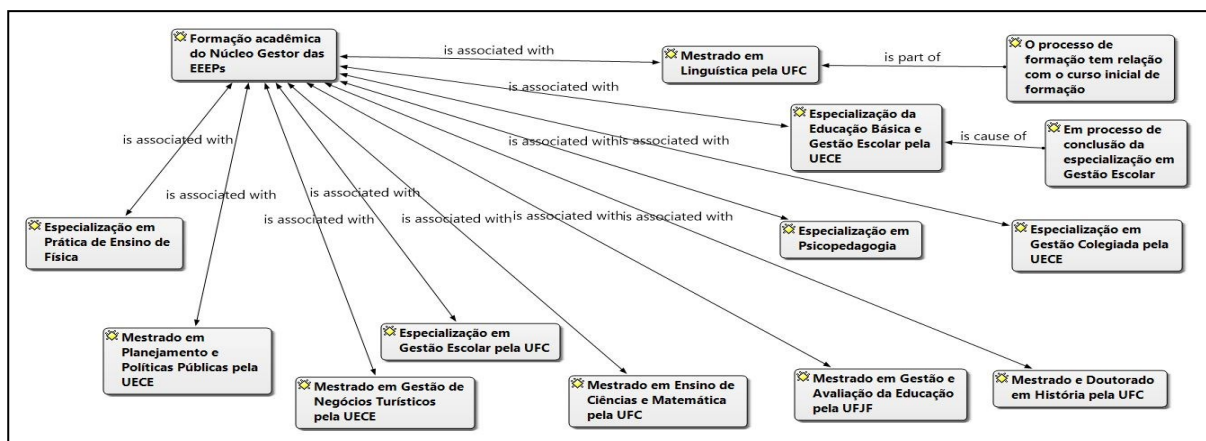 Formação acadêmica
do Núcleo Gestor das
EEEPs
is associated with
Mestrado em
Linguística pela UFC
is part of
O processo de
formação tem relação
com o curso inicial de
formação
is associated with
Especialização da
Educação Básica e
Gestão Escolar pela UECE
is cause of
Em processo de
conclusão da
especialização em
Gestão Escolar
is associated with
is associated with
is associated with
is associated with
is associated with
is associated with
is associated with
is associated with
is associated with
Especialização em
Prática de Ensino de
Física
Especialização em
Psicopedagogia
Especialização em
Gestão Colegiada pela
UECE
Mestrado em
Planejamento e
Políticas Públicas pela
UECE
Especialização em
Gestão Escolar pela UFC
Mestrado em Gestão de
Negócios Turísticos
pela UECE
Mestrado em Ensino de
Ciências e Matemática
pela UFC
Mestrado em Gestão e
Avaliação da Educação
pela UFJF
Mestrado e Doutorado
em História pela UFC